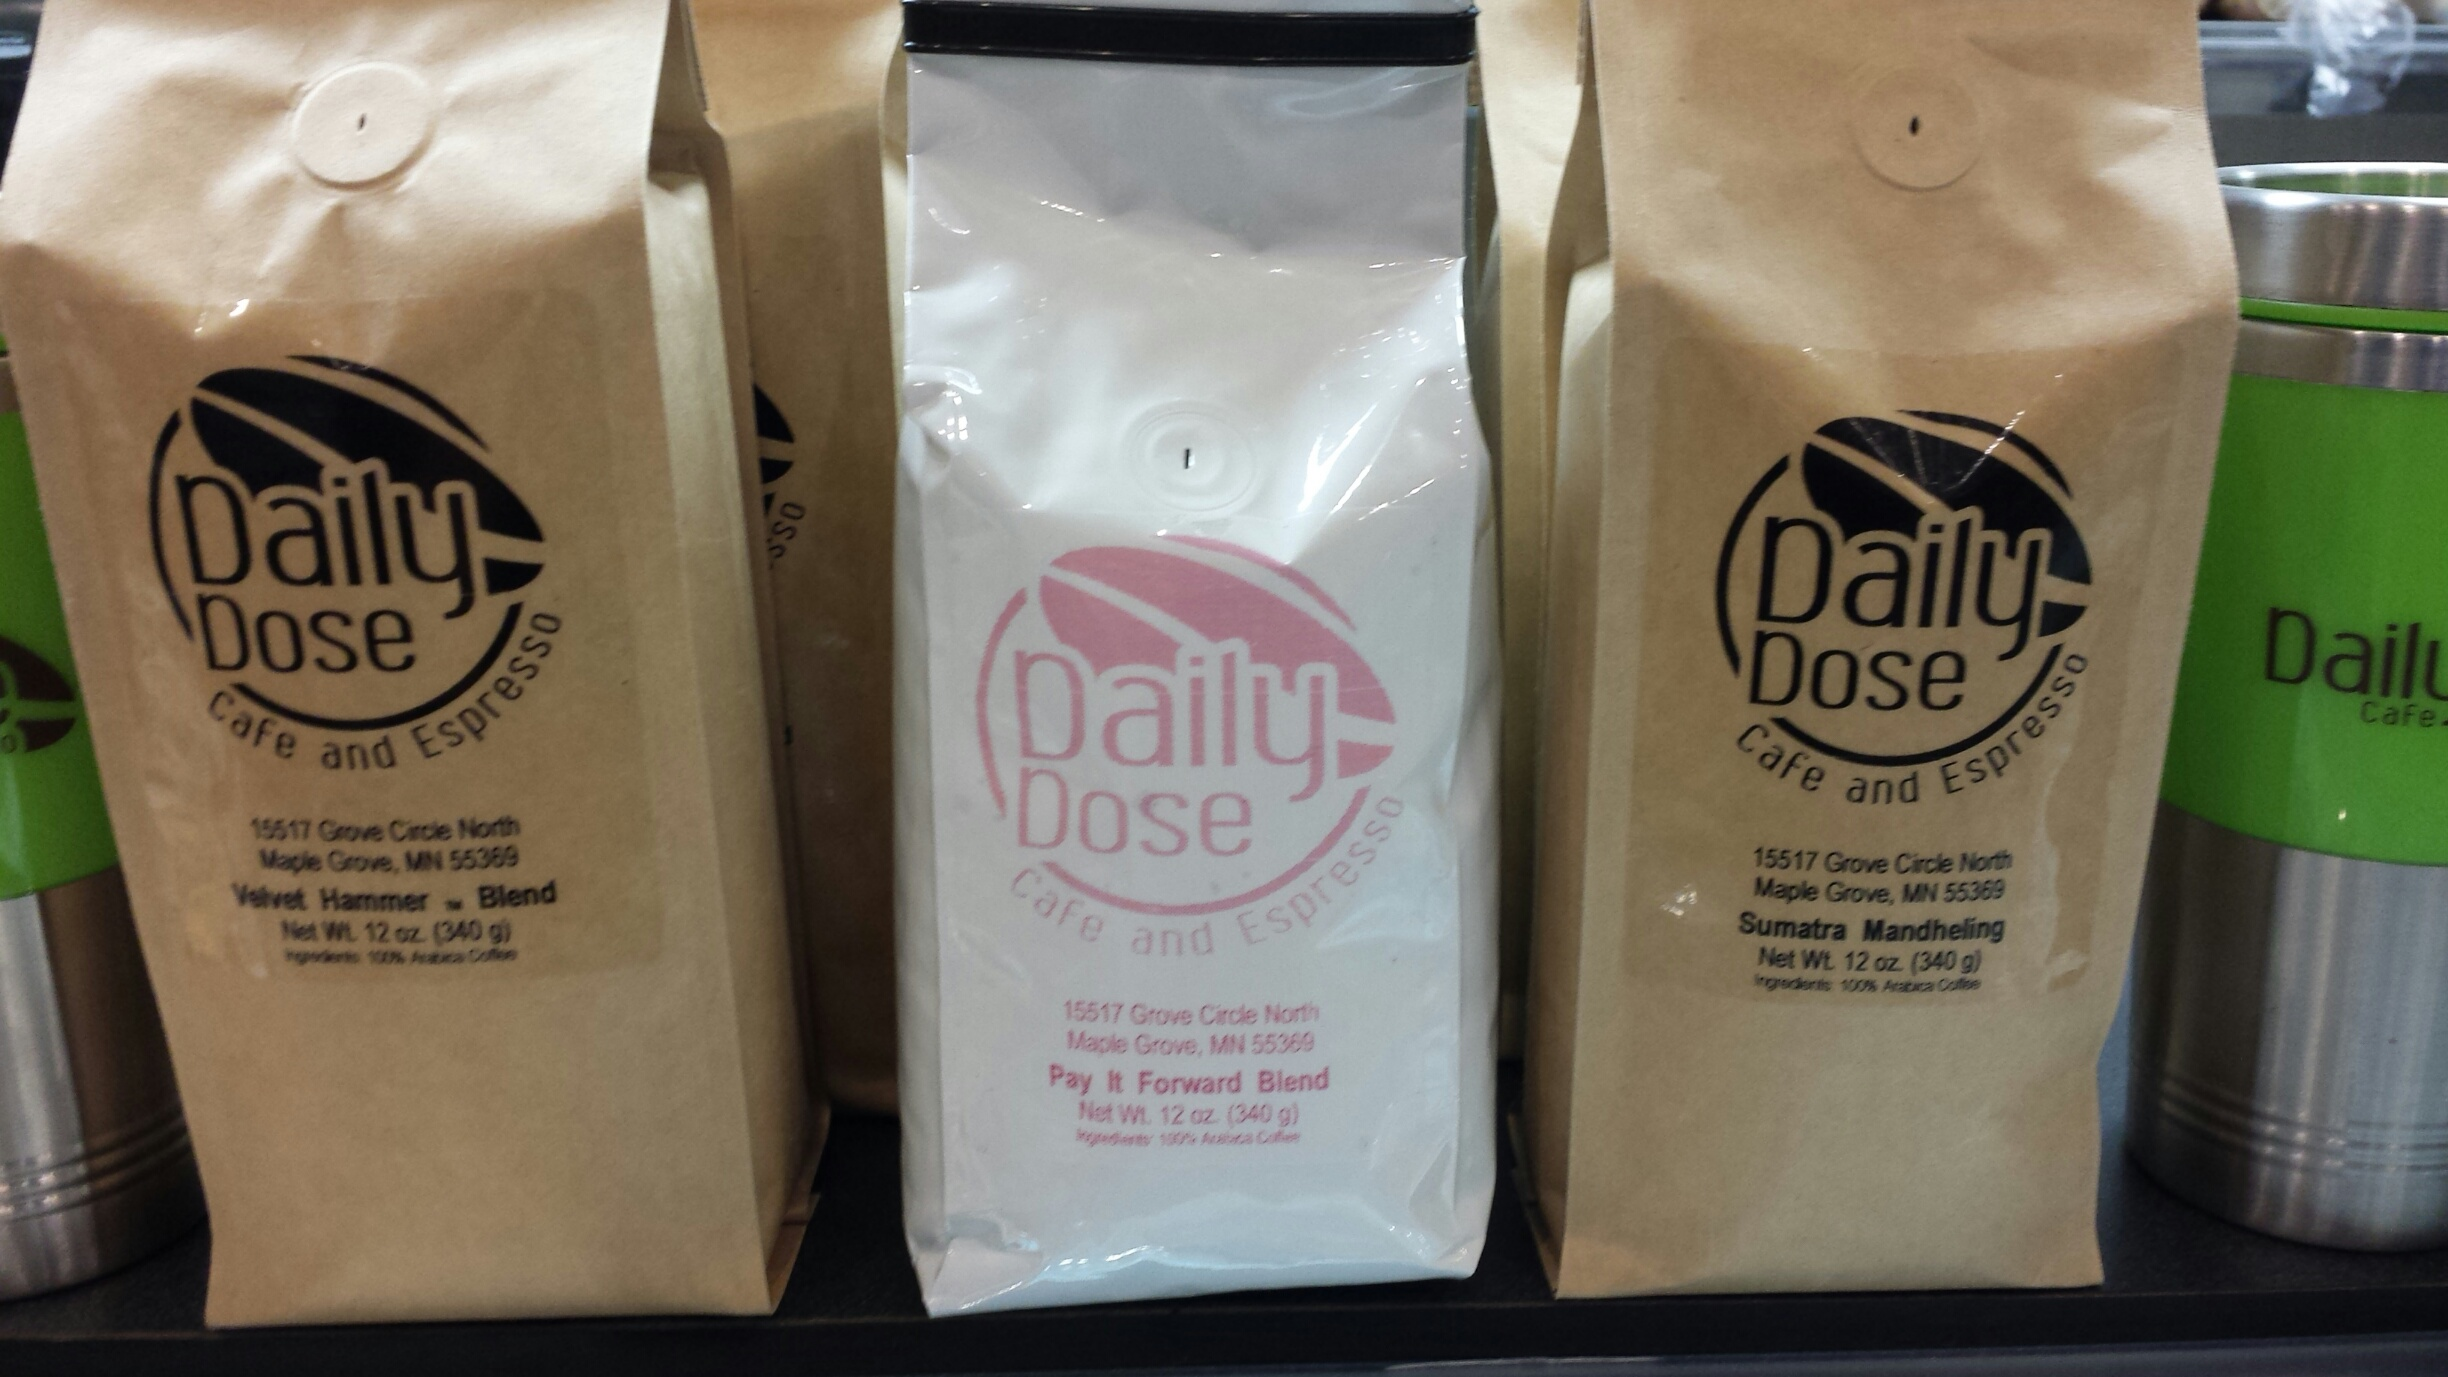 Daily
Dose
Cafe and Espresso
15517 Grove Circle North
Maple Grove, MN 55369
Velvet Hammer ™ Blend
Net Wt. 12 oz. (340 g)
Ingredients: 100% Arabica Coffee
Daily
Dose
Cafe and Espresso
15517 Grove Circle North
Maple Grove, MN 55369
Pay It Forward Blend
Net Wt. 12 oz. (340 g)
Ingredients: 100% Arabica Coffee
Daily
Dose
Cafe and Espresso
15517 Grove Circle North
Maple Grove, MN 55369
Sumatra Mandheling
Net Wt. 12 oz. (340 g)
Ingredients: 100% Arabica Coffee
Daily
Cafe